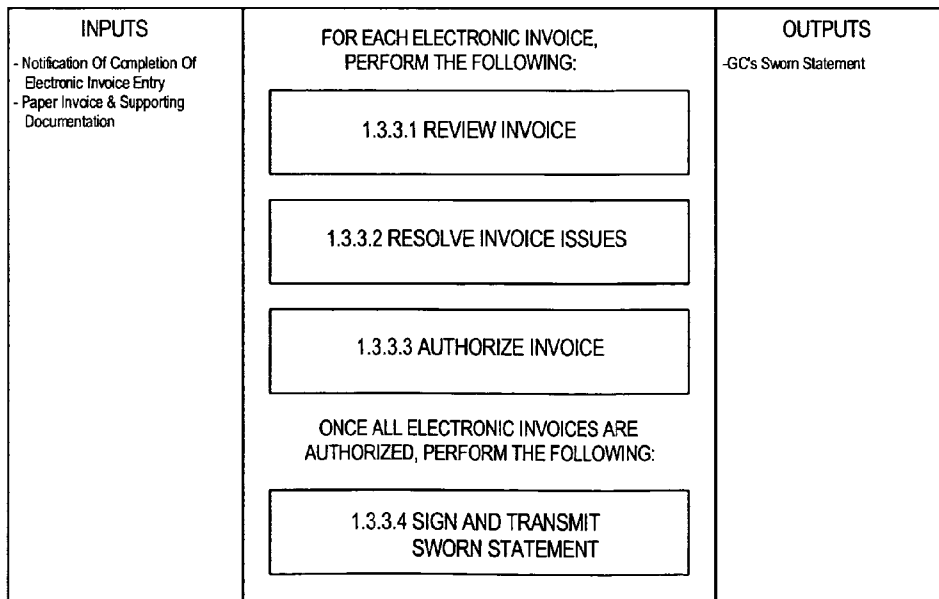 INPUTS
- Notification Of Completion Of
Electronic Invoice Entry
- Paper Invoice & Supporting
Documentation
FOR EACH ELECTRONIC INVOICE,
PERFORM THE FOLLOWING:
1.3.3.1 REVIEW INVOICE
1.3.3.2 RESOLVE INVOICE ISSUES
1.3.3.3 AUTHORIZE INVOICE
ONCE ALL ELECTRONIC INVOICES ARE
AUTHORIZED, PERFORM THE FOLLOWING:
1.3.3.4 SIGN AND TRANSMIT
SWORN STATEMENT
OUTPUTS
-GC's Sworn Statement